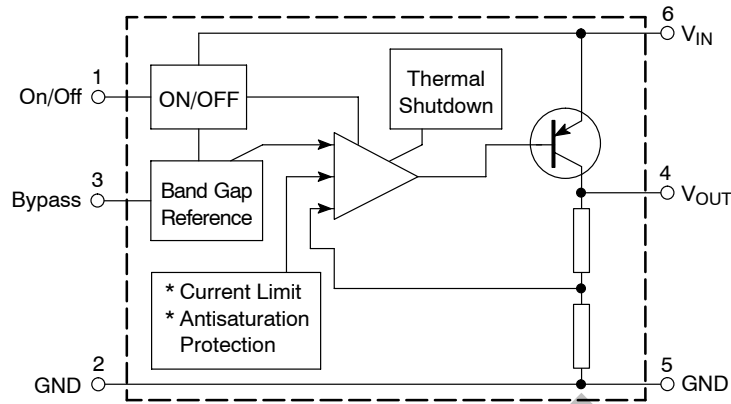 6
VIN
1
On/Off
ON/OFF
Thermal
Shutdown
3
Bypass
Band Gap
Reference
4
VOUT
* Current Limit
* Antisaturation
Protection
2
GND
5
GND